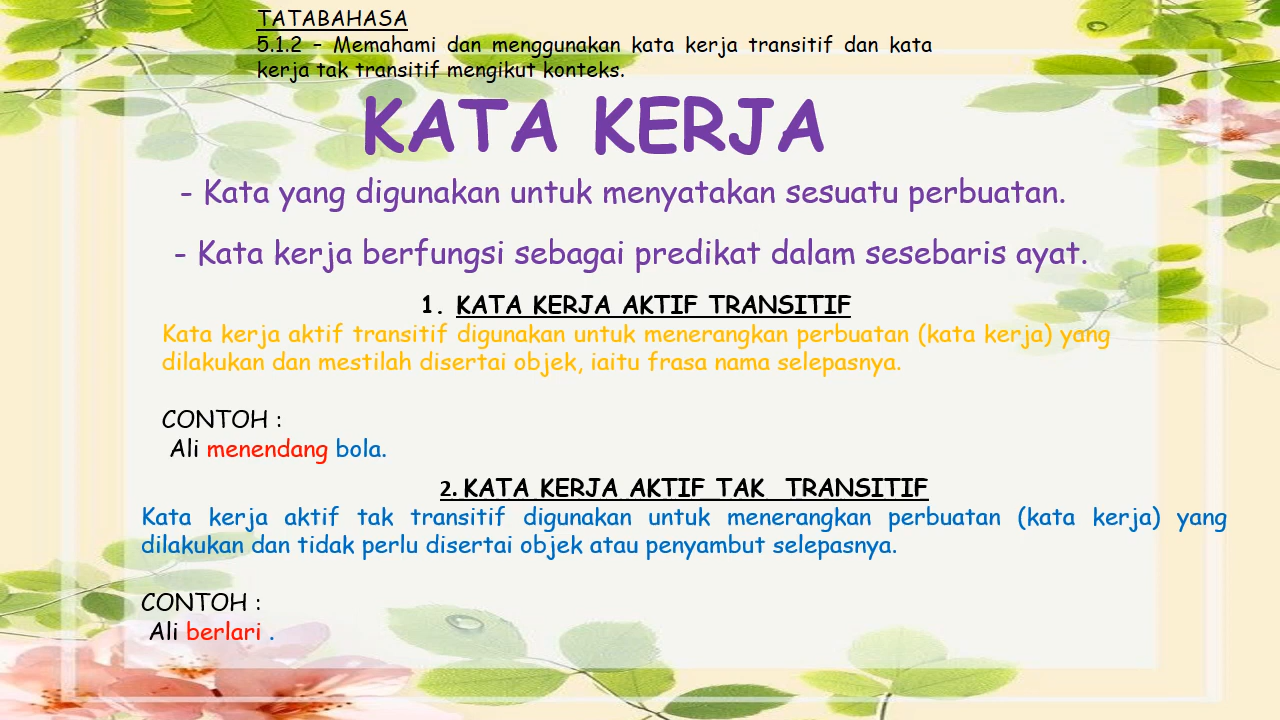 TATABAHASA
5.1.2 – Memahami dan menggunakan kata kerja transitif dan kata
kerja tak transitif mengikut konteks.
KATA KERJA
- Kata yang digunakan untuk menyatakan sesuatu perbuatan.
- Kata kerja berfungsi sebagai predikat dalam sesebaris ayat.
1. KATA KERJA AKTIF TRANSITIF
Kata kerja aktif transitif digunakan untuk menerangkan perbuatan (kata kerja) yang
dilakukan dan mestilah disertai objek, iaitu frasa nama selepasnya.
CONTOH :
Ali menendang bola.
2. KATA KERJA AKTIF TAK TRANSITIF
Kata kerja aktif tak transitif digunakan untuk menerangkan perbuatan (kata kerja) yang
dilakukan dan tidak perlu disertai objek atau penyambut selepasnya.
CONTOH :
Ali berlari .